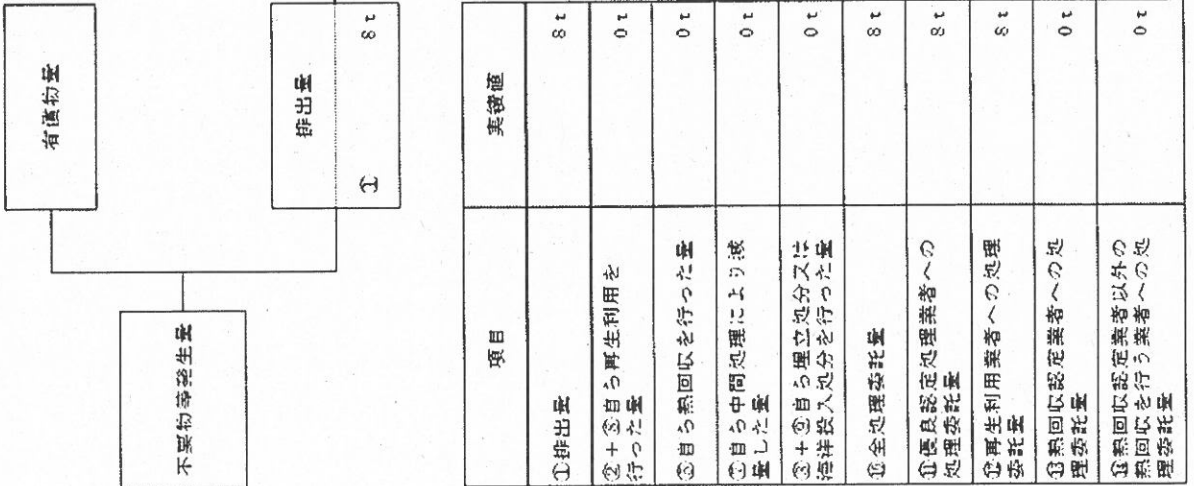 不要物等発生量
有価物量
排出量
①
8 t
項目
実績値
①排出量
8 t
②+⑧自ら再生利用を
行った量
0 t
⑤自ら熱回収を行った量
0 t
⑦自ら中間処理により減
量した量
0 t
③+⑨自ら埋立処分又は
海洋投入処分を行った量
0 t
⑩全処理委託量
8 t
⑪優良認定処理業者への
処理委託量
8 t
⑫再生利用業者への処理
委託量
8 t
⑬熱回収認定業者への処
理委託量
0 t
⑭熱回収認定業者以外の
熱回収を行う業者への処
理委託量
0 t